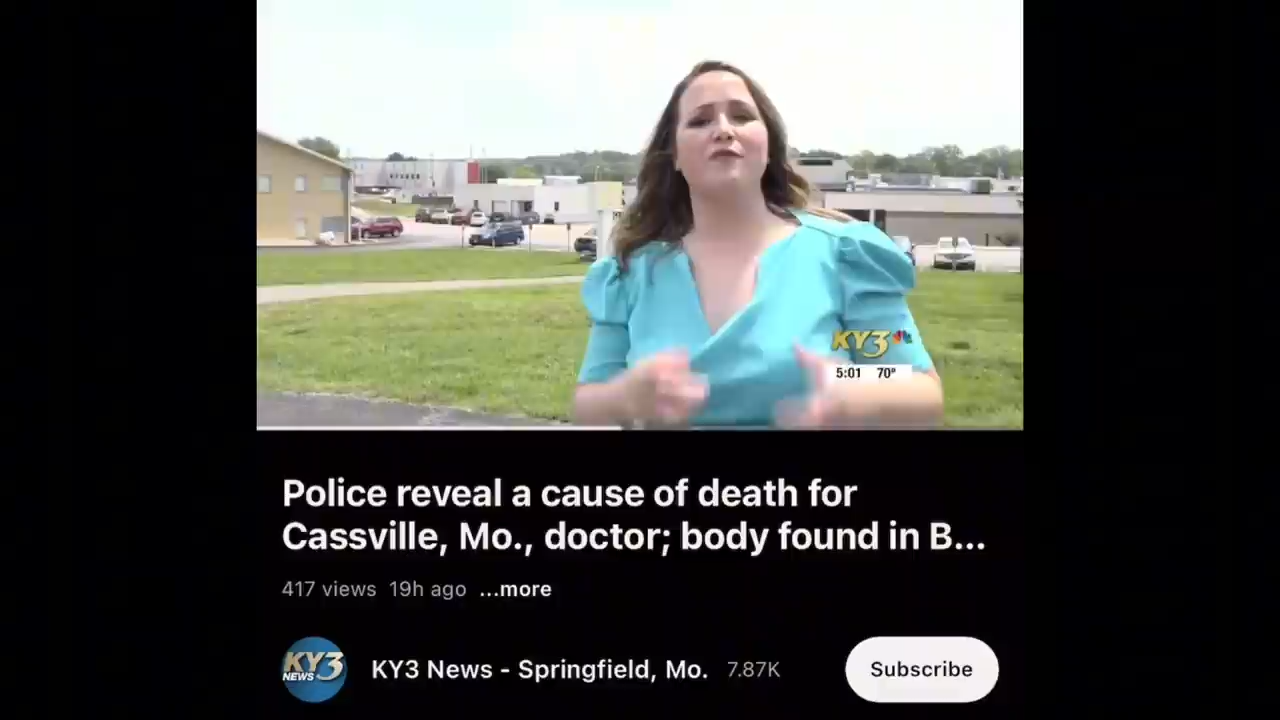 KY3
5:01 70°
Police reveal a cause of death for
Cassville, Mo., doctor; body found in B...
417 views 19h ago ...more
KY3
NEWS
KY3 News - Springfield, Mo. 7.87K
Subscribe